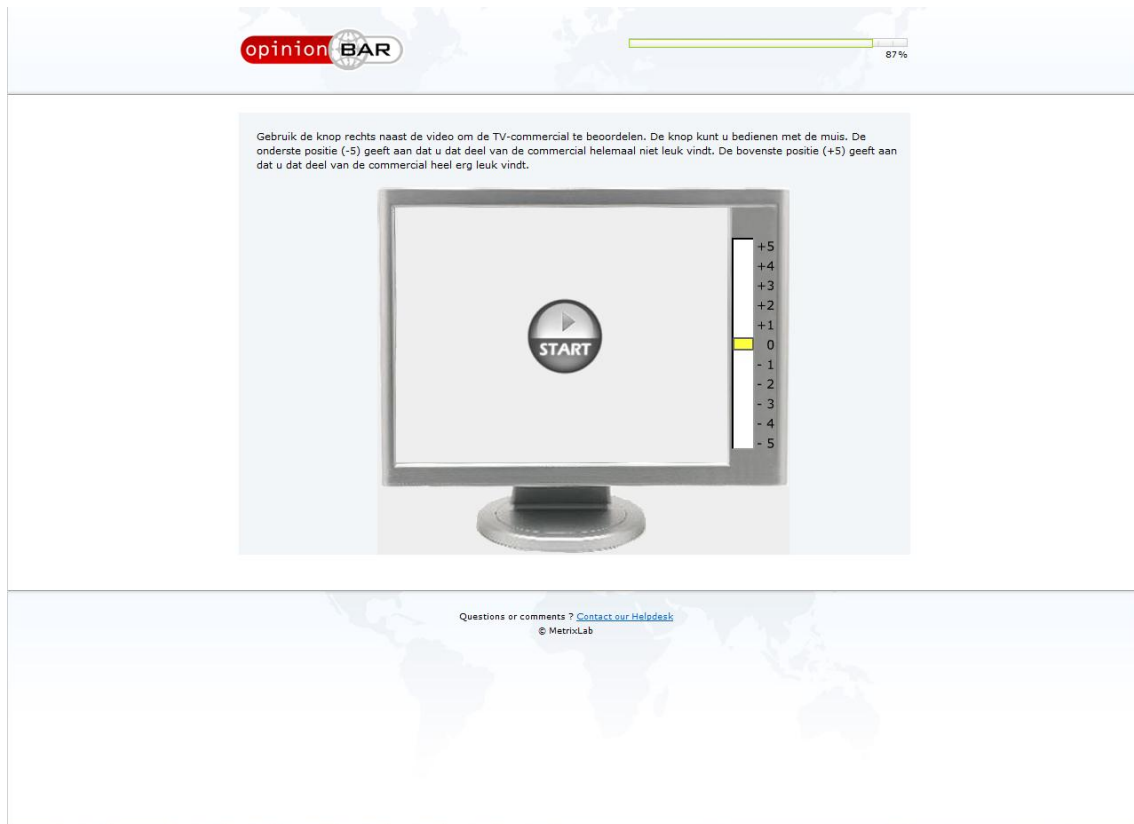 opinion BAR
87%
Gebruik de knop rechts naast de video om de TV-commercial te beoordelen. De knop kunt u bedienen met de muis. De
onderste positie (-5) geeft aan dat u dat deel van de commercial helemaal niet leuk vindt. De bovenste positie (+5) geeft aan
dat u dat deel van de commercial heel erg leuk vindt.
+5
+4
+3
+2
+1
0
- 1
- 2
- 3
- 4
- 5
START
Questions or comments ? Contact our Helpdesk
© MetrixLab